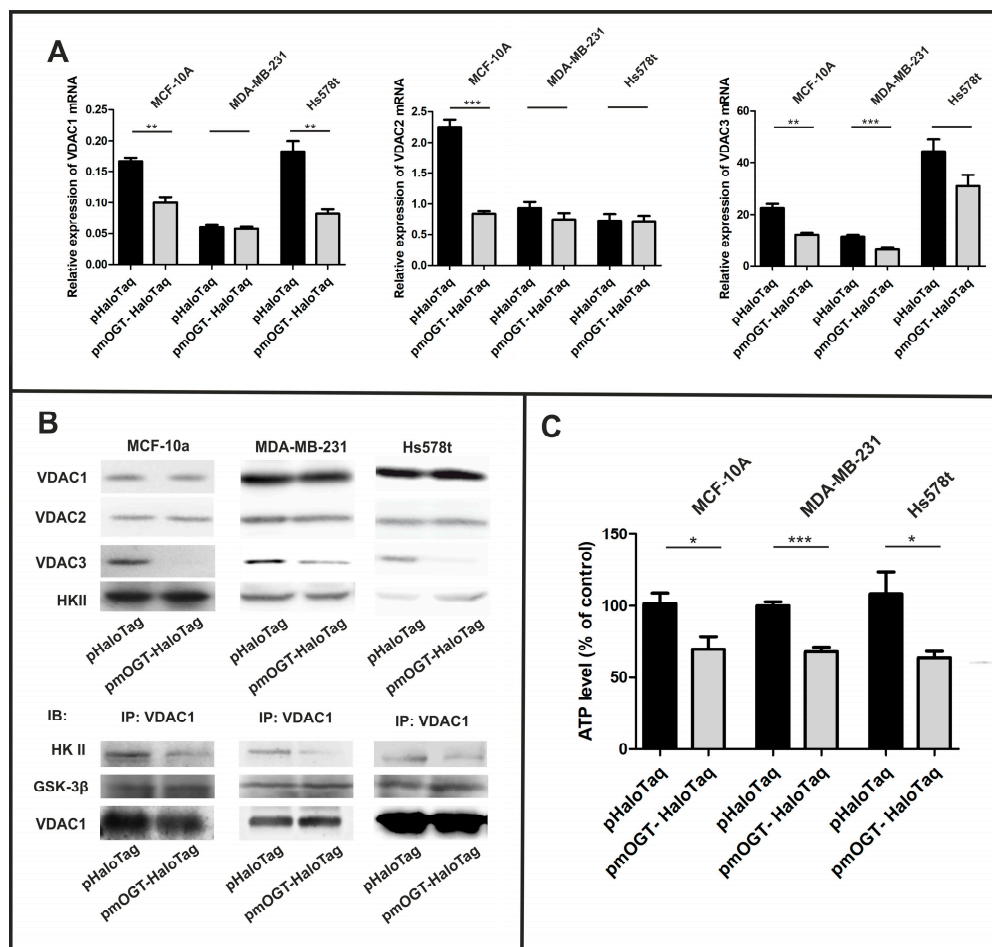 A
MCF-10A MDA-MB-231 Hs578t
Relative expression of VDAC1 mRNA
0.20
0.15
0.10
0.05
0.00
** **
pHaloTaq pmOGT- HaloTaq pHaloTaq pmOGT- HaloTaq pHaloTaq pmOGT- HaloTaq
MCF-10A MDA-MB-231 Hs578t
Relative expression of VDAC2 mRNA
2.5
2.0
1.5
1.0
0.5
0.0
***
pHaloTaq pmOGT- HaloTaq pHaloTaq pmOGT- HaloTaq pHaloTaq pmOGT- HaloTaq
MCF-10A MDA-MB-231 Hs578t
Relative expression of VDAC3 mRNA
60
40
20
0
** ***
pHaloTaq pmOGT- HaloTaq pHaloTaq pmOGT- HaloTaq pHaloTaq pmOGT- HaloTaq
B
MCF-10a MDA-MB-231 Hs578t
VDAC1
VDAC2
VDAC3
HKII
pHaloTag pmOGT-HaloTag pHaloTag pmOGT-HaloTag pHaloTag pmOGT-HaloTag
IB: IP: VDAC1 IP: VDAC1 IP: VDAC1
HK II
GSK-3β
VDAC1
pHaloTag pmOGT-HaloTag pHaloTag pmOGT-HaloTag pHaloTag pmOGT-HaloTag
C
MCF-10A MDA-MB-231 Hs578t
ATP level (% of control)
150
100
50
0
* *** *
pHaloTaq pmOGT- HaloTaq pHaloTaq pmOGT- HaloTaq pHaloTaq pmOGT- HaloTaq